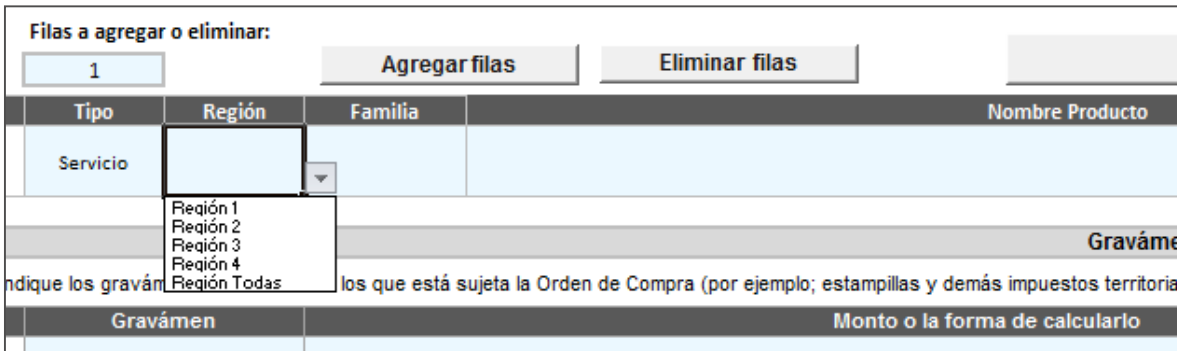 Filas a agregar o eliminar:
1
Agregar filas
Eliminar filas
Tipo
Región
Familia
Nombre Producto
Servicio
Región 1
Región 2
Región 3
Región 4
Región Todas
Graváme
ndique los gravám
los que está sujeta la Orden de Compra (por ejemplo; estampillas y demás impuestos territoria
Gravámen
Monto o la forma de calcularlo